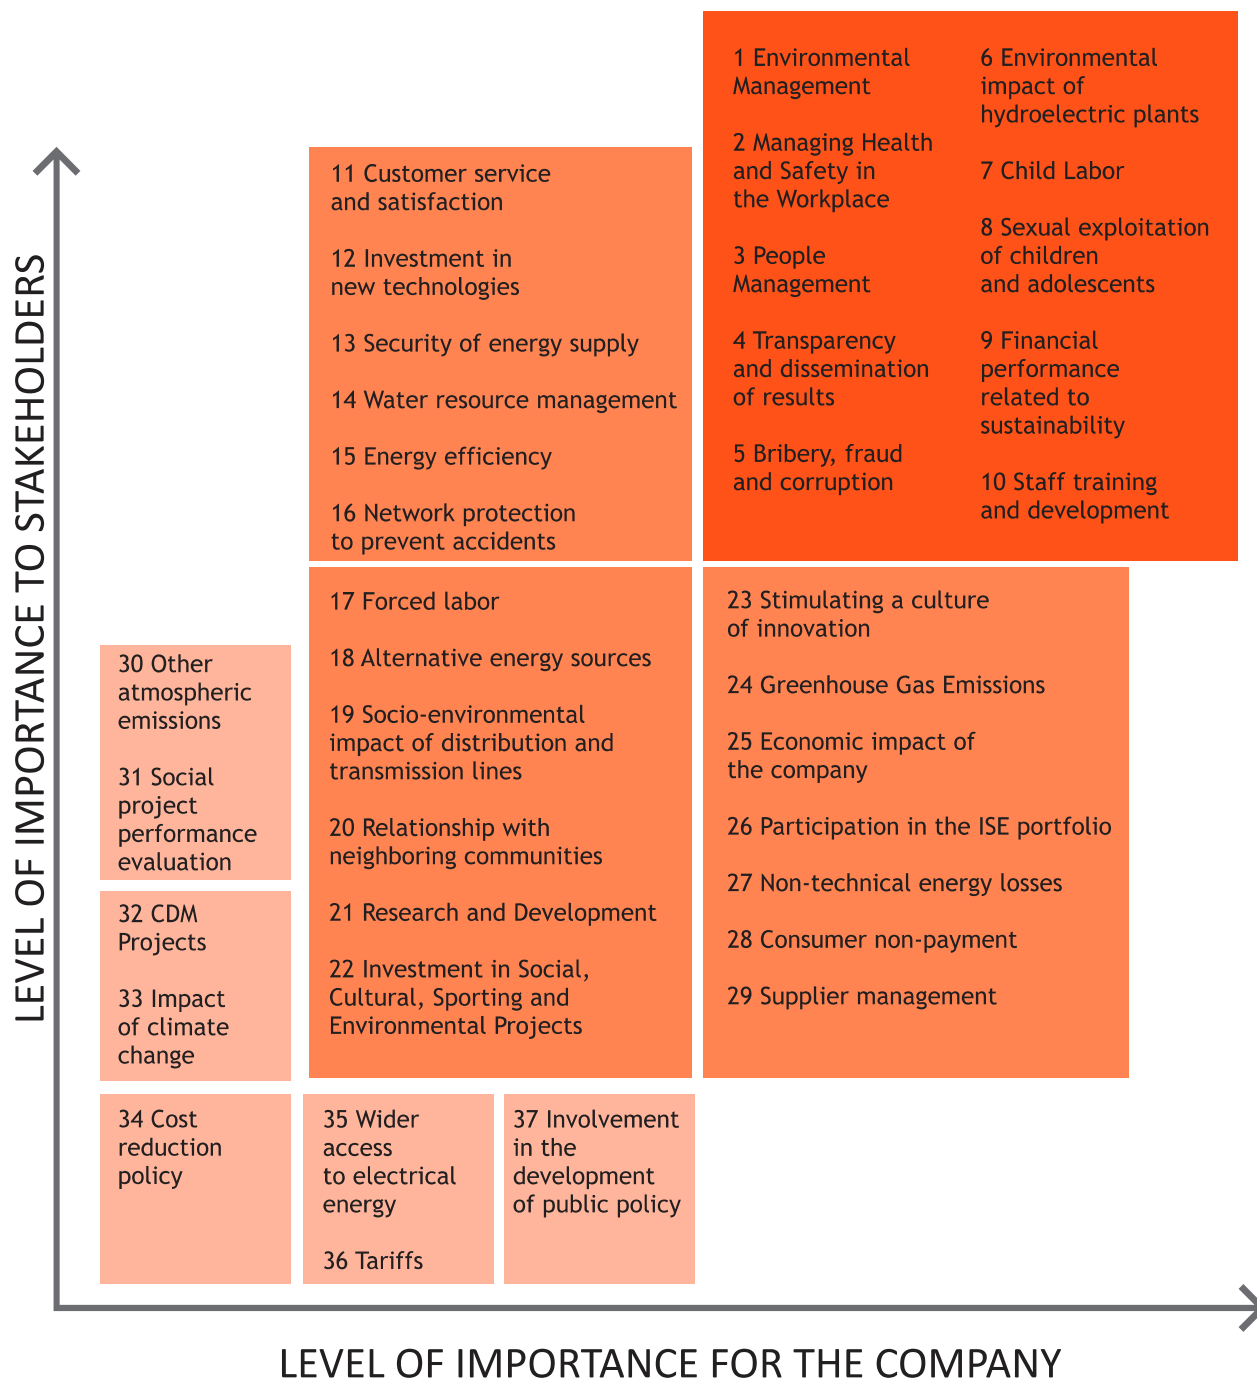 1 Environmental
Management
2 Managing Health
and Safety in
the Workplace
3 People
Management
4 Transparency
and dissemination
of results
5 Bribery, fraud
and corruption
6 Environmental
impact of
hydroelectric plants
7 Child Labor
8 Sexual exploitation
of children
and adolescents
9 Financial
performance
related to
sustainability
10 Staff training
and development
11 Customer service
and satisfaction
12 Investment in
new technologies
13 Security of energy supply
14 Water resource management
15 Energy efficiency
16 Network protection
to prevent accidents
17 Forced labor
18 Alternative energy sources
19 Socio-environmental
impact of distribution and
transmission lines
20 Relationship with
neighboring communities
21 Research and Development
22 Investment in Social,
Cultural, Sporting and
Environmental Projects
23 Stimulating a culture
of innovation
24 Greenhouse Gas Emissions
25 Economic impact of
the company
26 Participation in the ISE portfolio
27 Non-technical energy losses
28 Consumer non-payment
29 Supplier management
30 Other
atmospheric
emissions
31 Social
project
performance
evaluation
32 CDM
Projects
33 Impact
of climate
change
34 Cost
reduction
policy
35 Wider
access
to electrical
energy
36 Tariffs
37 Involvement
in the
development
of public policy
LEVEL OF IMPORTANCE TO STAKEHOLDERS
LEVEL OF IMPORTANCE FOR THE COMPANY